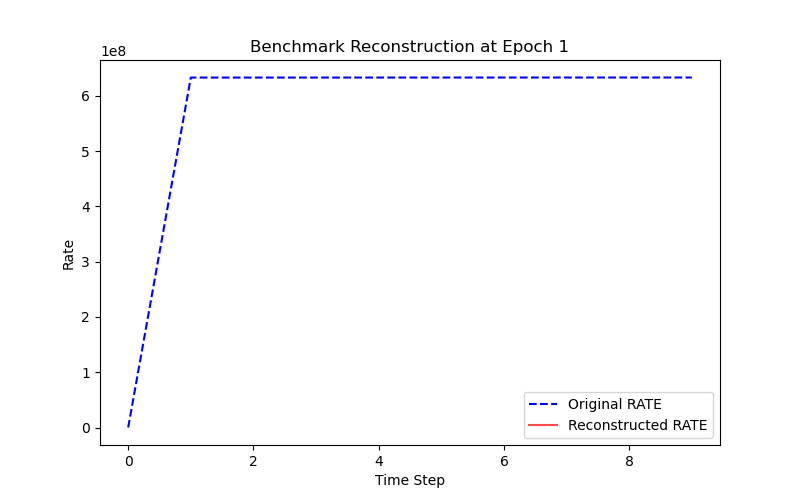 Benchmark Reconstruction at Epoch 1
1e8
6
5
4
3
2
1
0
Rate
0 2 4 6 8
Time Step
Original RATE
Reconstructed RATE